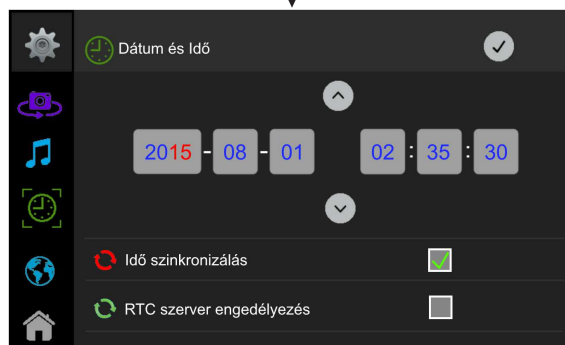 Dátum és Idő
2015-08-01 02:35:30
Idő szinkronizálás
RTC szerver engedélyezés